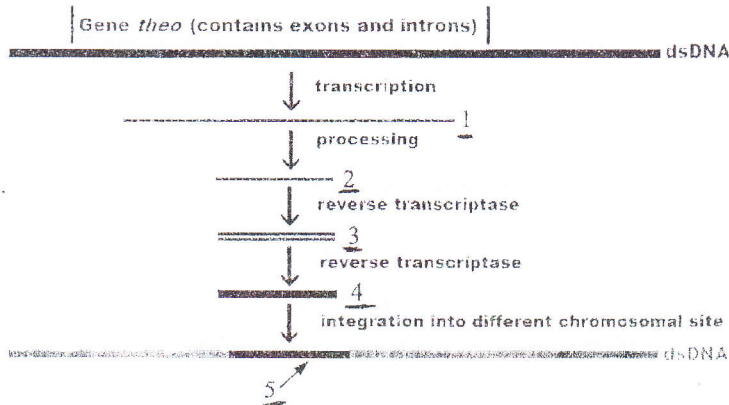 Gene theo (contains exons and introns)
dsDNA
transcription
1
processing
2
reverse transcriptase
3
reverse transcriptase
4
integration into different chromosomal site
dsDNA
5